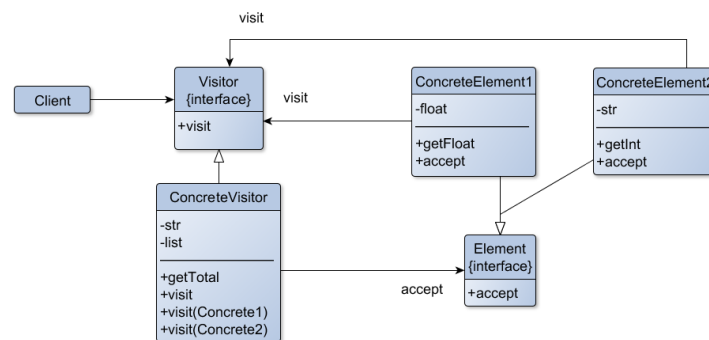 visit
Visitor
{interface}
+visit
Client
visit
ConcreteElement1
-float
+getFloat
+accept
ConcreteElement2
-str
+getInt
+accept
ConcreteVisitor
-str
-list
+getTotal
+visit
+visit(Concrete1)
+visit(Concrete2)
accept
Element
{interface}
+accept